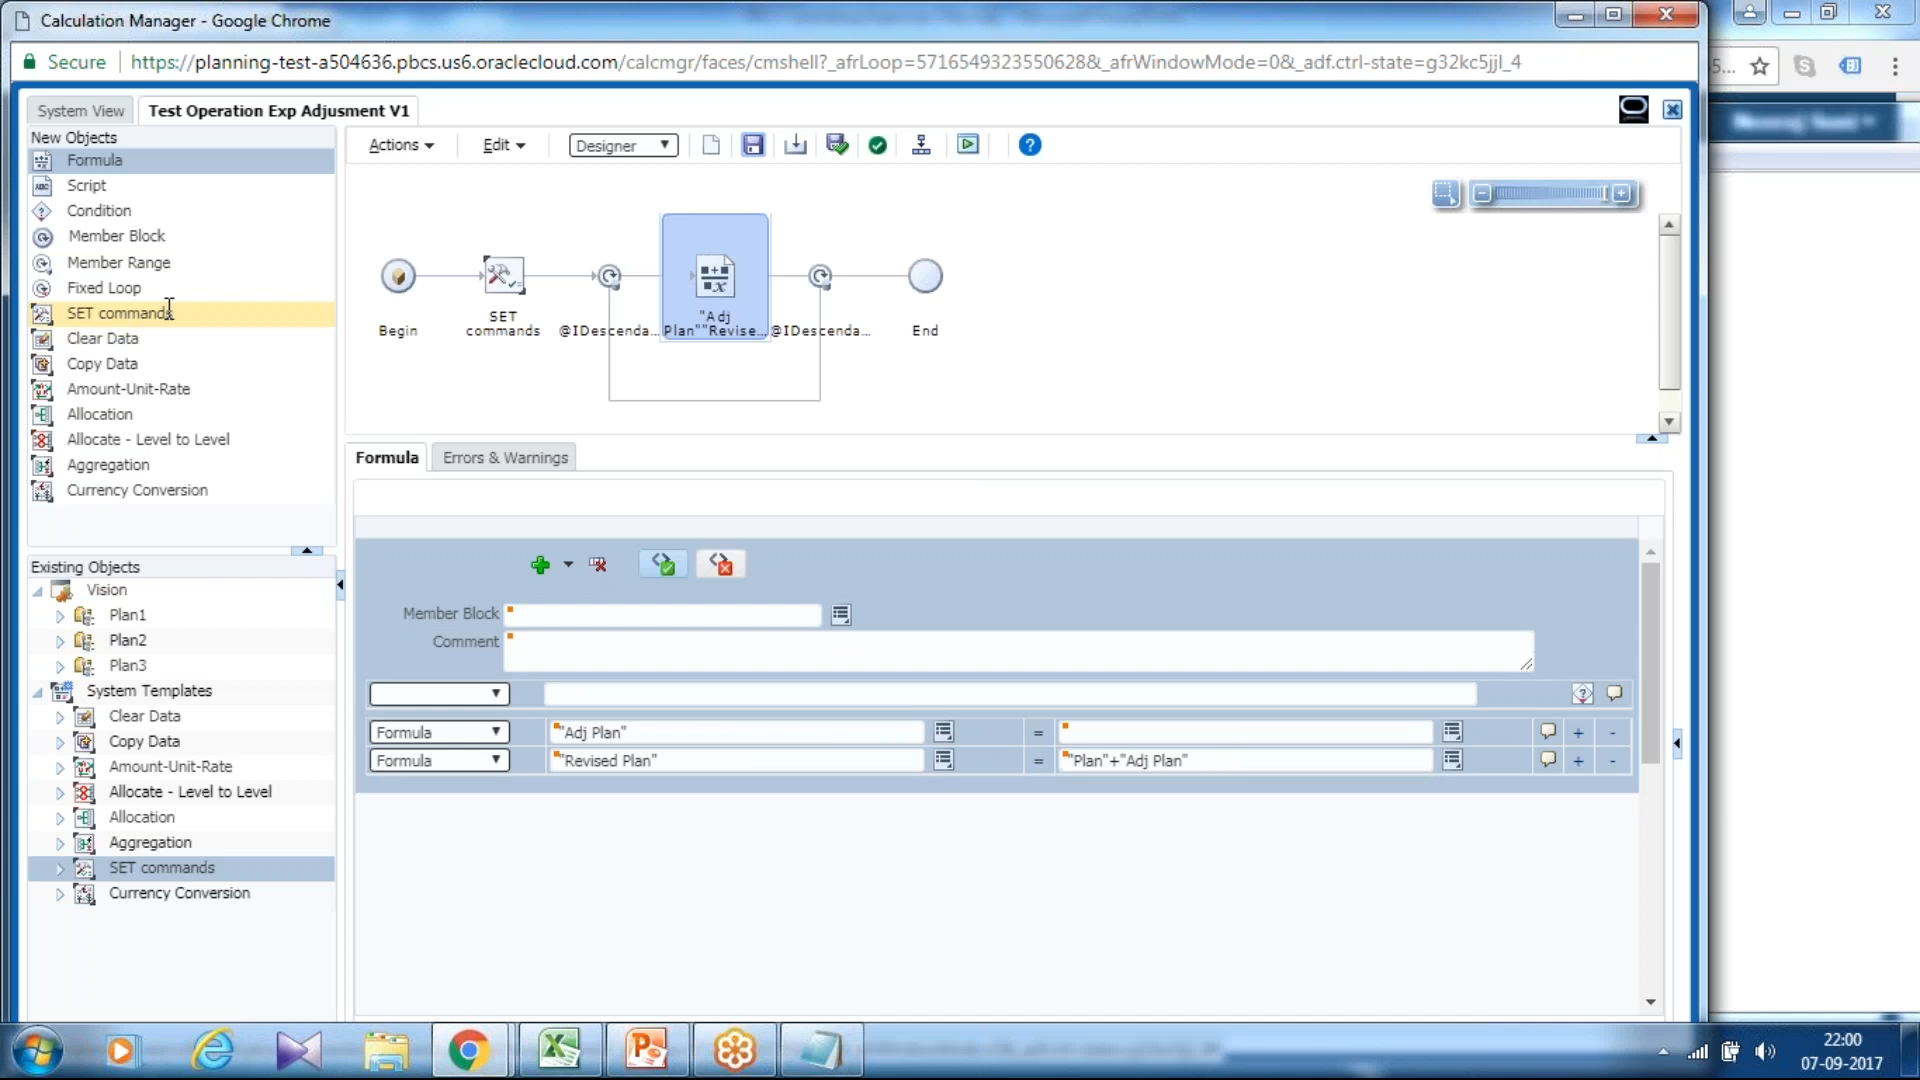 Calculation Manager - Google Chrome
Secure https://planning-test-a504636.pbcs.us6.oraclecloud.com/calcmgr/faces/cmshell?_afrLoop=571654932355062​8&_afrWindowMode=0&_adf.ctrl-state=g32kc5jjl_4
5...
System View
Test Operation Exp Adjusment V1
New Objects
Formula
Script
Condition
Member Block
Member Range
Fixed Loop
SET commands
Clear Data
Copy Data
Amount-Unit-Rate
Allocation
Allocate - Level to Level
Aggregation
Currency Conversion
Existing Objects
Vision
Plan1
Plan2
Plan3
System Templates
Clear Data
Copy Data
Amount-Unit-Rate
Allocate - Level to Level
Allocation
Aggregation
SET commands
Currency Conversion
Actions
Edit
Designer
Begin
SET commands
@IDescenda...
"Adj Plan""Revise...
@IDescenda...
End
Formula
Errors & Warnings
Member Block
Comment
Formula "Adj Plan" = + -
Formula "Revised Plan" = "Plan"+"Adj Plan" + -
22:00
07-09-2017